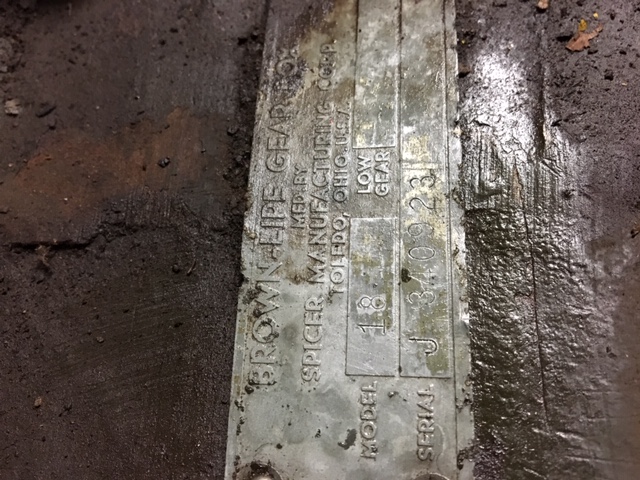 BROWN-LIPE GEAR CO.
MFD. BY
SPICER MANUFACTURING CORP.
TOLEDO, OHIO, U.S.A.
MODEL 18 LOW GEAR
SERIAL J 340923